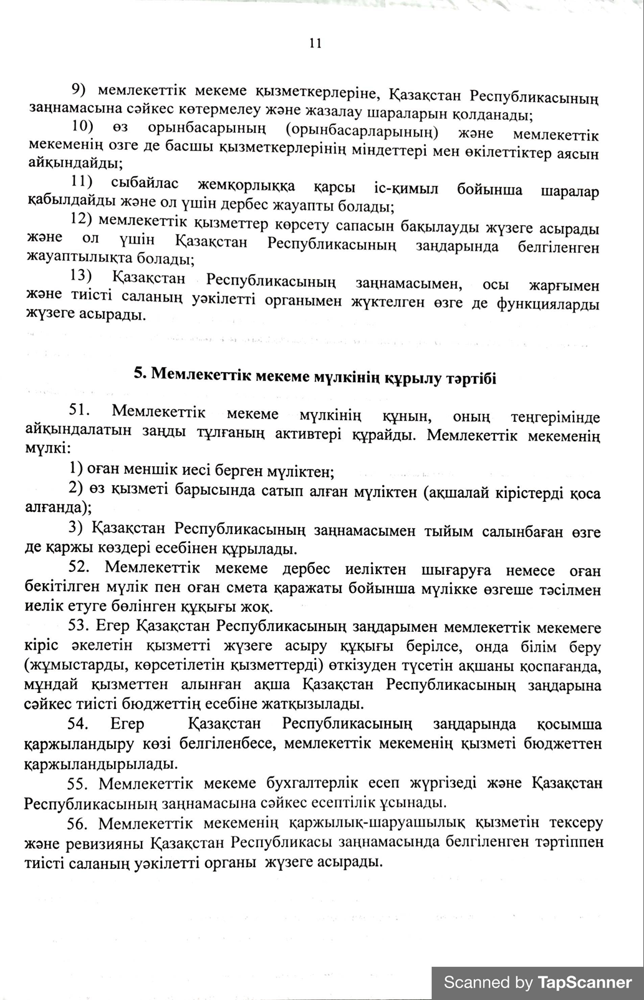 11
9) мемлекеттік мекеме қызметкерлеріне, Қазақстан Республикасының
заңнамасына сәйкес көтермелеу және жазалау шараларын қолданады;
10) өз орынбасарының (орынбасарларының) және мемлекеттік
мекеменің озге де басшы қызметкерлерінің міндеттері мен өкілеттіктер аясын
айқындайды;
11) сыбайлас жемқорлыққа қарсы іс-қимыл бойынша шаралар
қабылдайды және ол үшін дербес жауапты болады;
12) мемлекеттік қызметтер көрсету сапасын бақылауды жүзеге асырады
және ол үшін Қазақстан Республикасының заңдарында белгіленген
жауаптылықта болады;
13) Қазақстан Республикасының заңнамасымен, осы жарғымен
және тиісті саланың уәкілетті органымен жүктелген өзге де функцияларды
жүзеге асырады.
5. Мемлекеттік мекеме мүлкінің құрылу тәртібі
51. Мемлекеттік мекеме мүлкінің құнын, оның теңгерімінде
айқындалатын заңды тұлғаның активтері құрайды. Мемлекеттік мекеменің
мүлкі:
1) оған меншік иесі берген мүліктен;
2) өз қызметі барысында сатып алған мүліктен (ақшалай кірістерді қоса
алғанда);
3) Қазақстан Республикасының заңнамасымен тыйым салынбаған өзге
де қаржы көздері есебінен құрылады.
52. Мемлекеттік мекеме дербес иеліктен шығаруға немесе оған
бекітілген мүлік пен оған смета қаражаты бойынша мүлікке өзгеше тәсілмен
иелік етуге бөлінген құқығы жоқ.
53. Егер Қазақстан Республикасының заңдарымен мемлекеттік мекемеге
кіріс әкелетін қызметті жүзеге асыру құқығы берілсе, онда білім беру
(жұмыстарды, көрсетілетін қызметтерді) өткізуден түсетін ақшаны қоспағанда,
мұндай қызметтен алынған ақша Қазақстан Республикасының заңдарына
сәйкес тиісті бюджеттің есебіне жатқызылады.
54. Егер Қазақстан Республикасының заңдарында қосымша
қаржыландыру көзі белгіленбесе, мемлекеттік мекеменің қызметі бюджеттен
қаржыландырылады.
55. Мемлекеттік мекеме бухгалтерлік есеп жүргізеді және Қазақстан
Республикасының заңнамасына сәйкес есептілік ұсынады.
56. Мемлекеттік мекеменің қаржылық-шаруашылық қызметін тексеру
және ревизияны Қазақстан Республикасы заңнамасында белгіленген тәртіппен
тиісті саланың уәкілетті органы жүзеге асырады.
Scanned by TapScanner